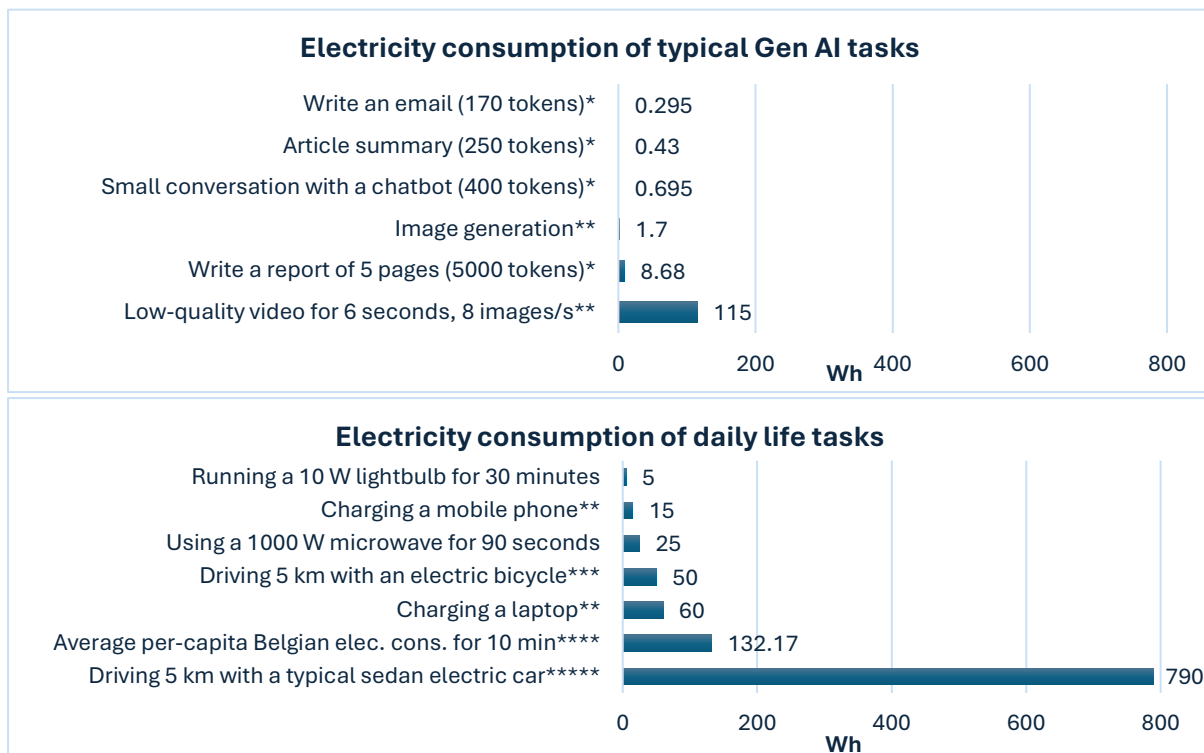 Electricity consumption of typical Gen AI tasks
Write an email (170 tokens)* 0.295
Article summary (250 tokens)* 0.43
Small conversation with a chatbot (400 tokens)* 0.695
Image generation** 1.7
Write a report of 5 pages (5000 tokens)* 8.68
Low-quality video for 6 seconds, 8 images/s** 115
0 200 400 600 800
Wh
Electricity consumption of daily life tasks
Running a 10 W lightbulb for 30 minutes 5
Charging a mobile phone** 15
Using a 1000 W microwave for 90 seconds 25
Driving 5 km with an electric bicycle*** 50
Charging a laptop** 60
Average per-capita Belgian elec. cons. for 10 min**** 132.17
Driving 5 km with a typical sedan electric car***** 790
0 200 400 600 800
Wh